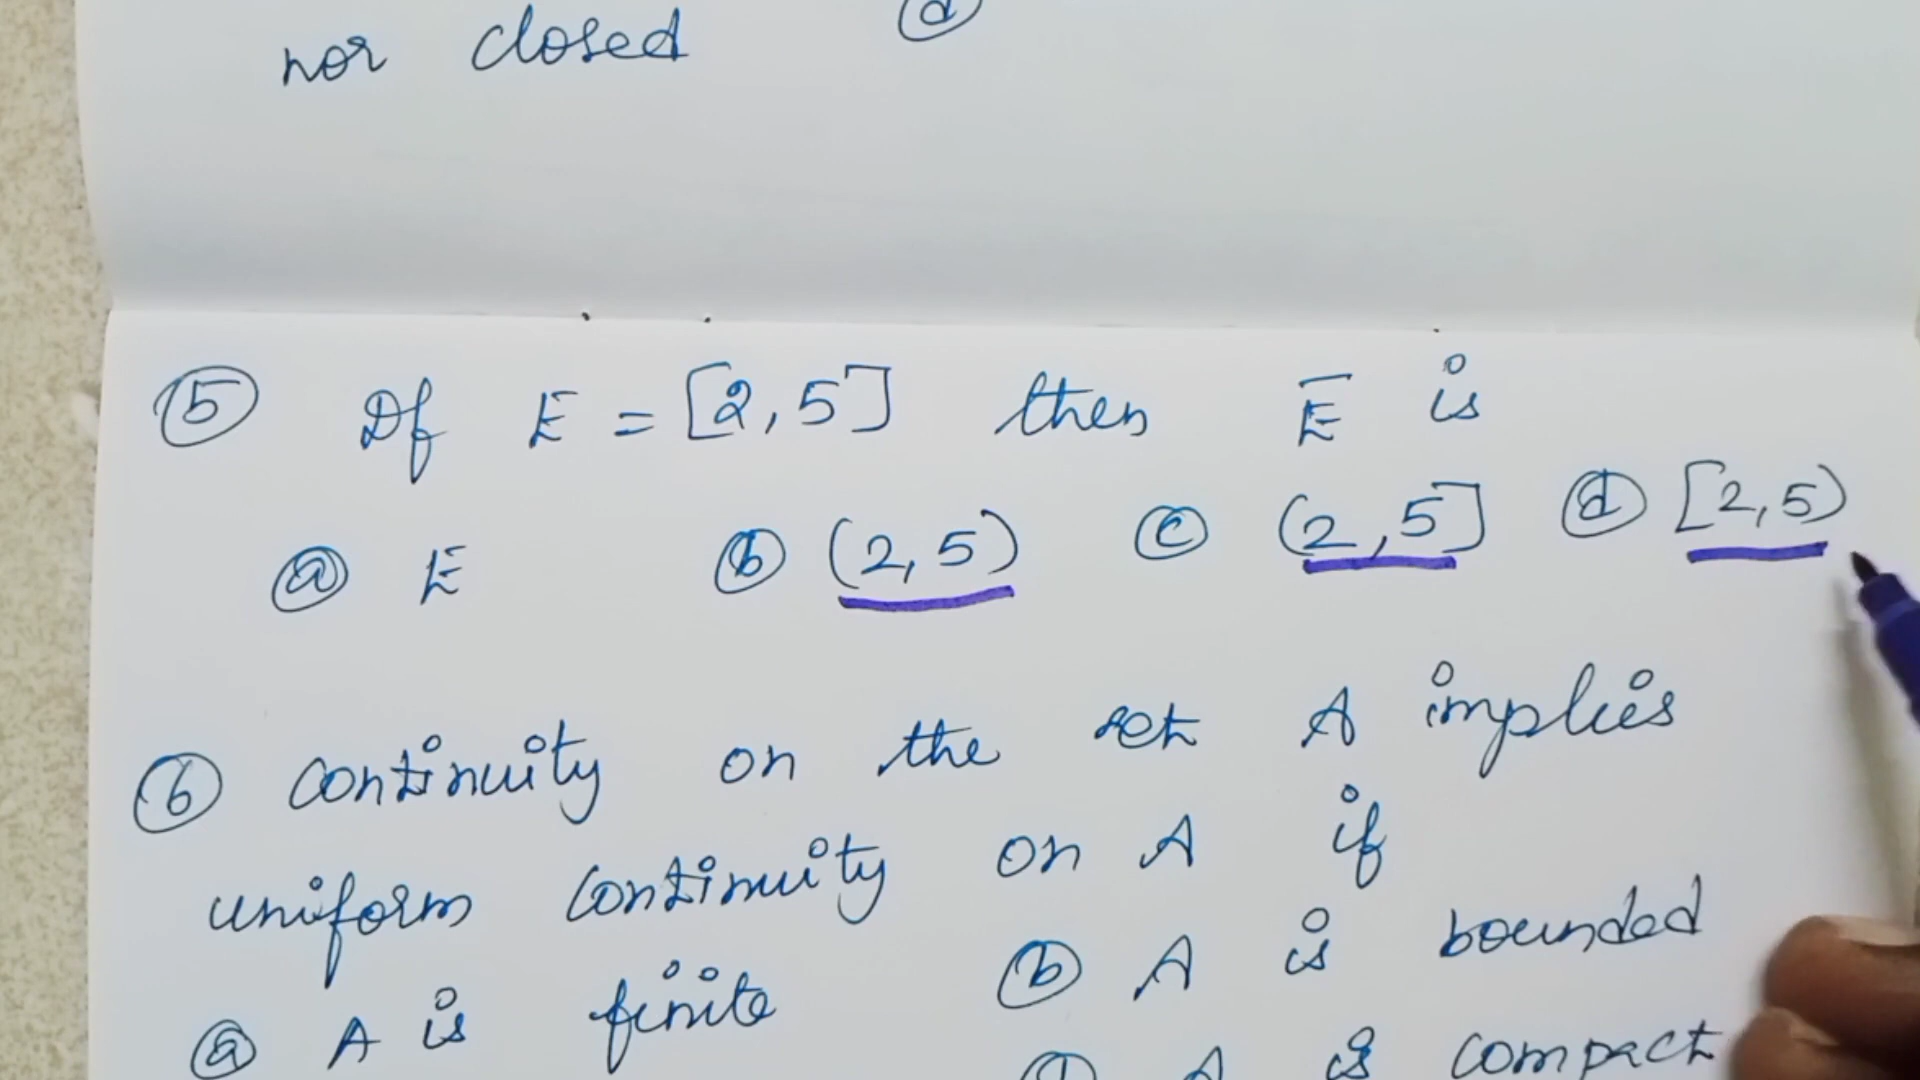 nor closed (d)
(5) If E = [2, 5] then E̅ is
(a) E (b) (2, 5) (c) (2, 5] (d) [2, 5)
(6) continuity on the set A implies
uniform continuity on A if
(a) A is finite (b) A is bounded
A is compact